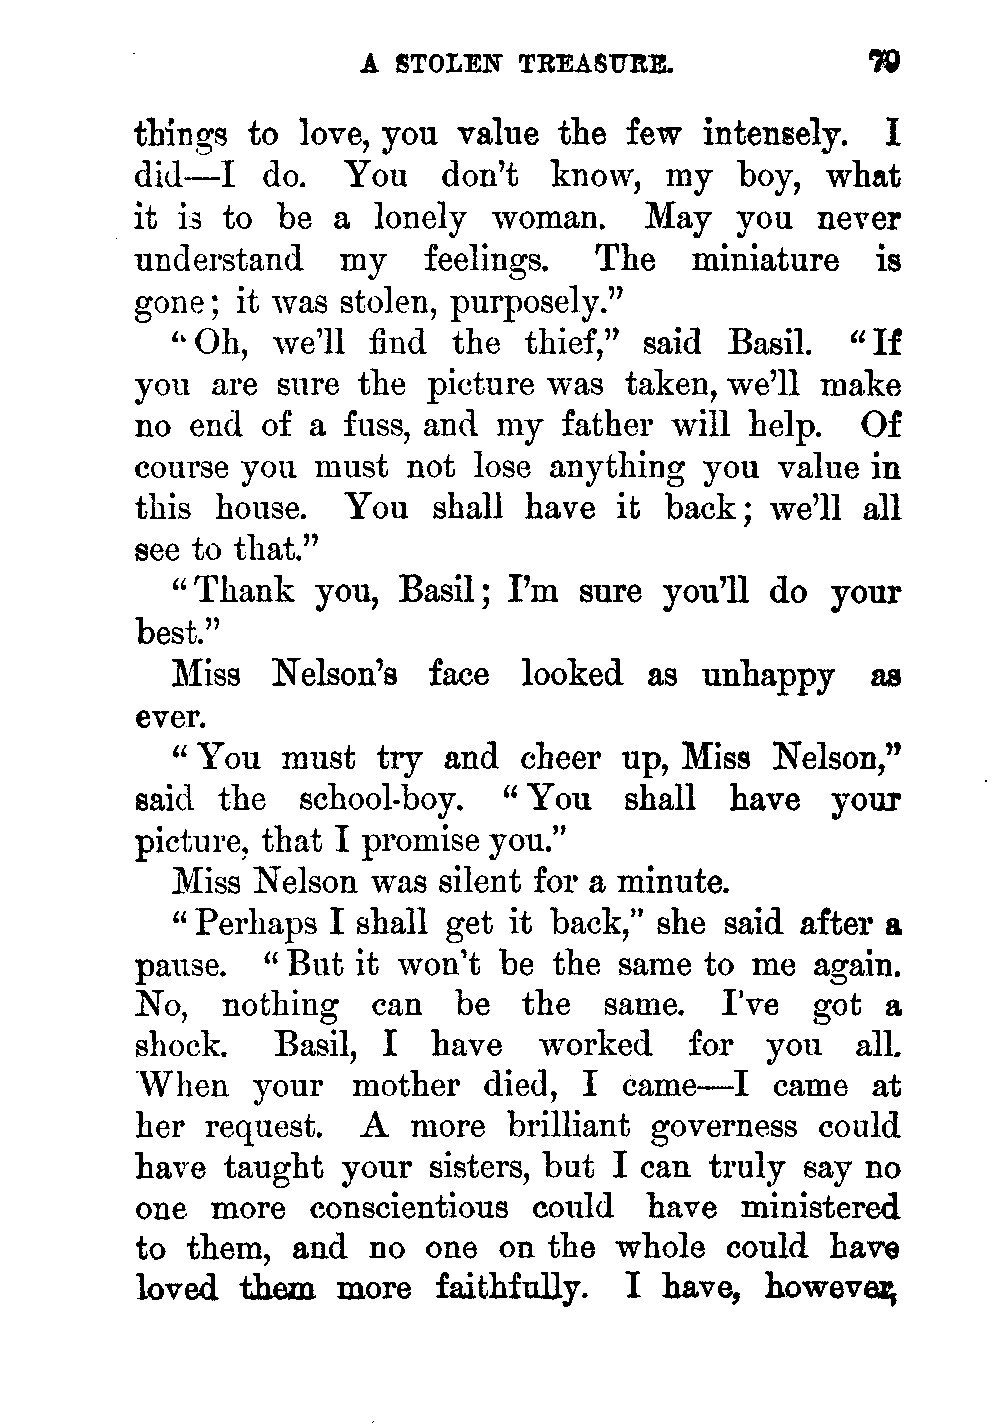 A STOLEN TREASURE. 79
things to love, you value the few intensely. I
did—I do. You don't know, my boy, what
it is to be a lonely woman. May you never
understand my feelings. The miniature is
gone; it was stolen, purposely."
"Oh, we'll find the thief," said Basil. "If
you are sure the picture was taken, we'll make
no end of a fuss, and my father will help. Of
course you must not lose anything you value in
this house. You shall have it back; we'll all
see to that."
"Thank you, Basil; I'm sure you'll do your
best."
Miss Nelson's face looked as unhappy as
ever.
"You must try and cheer up, Miss Nelson,"
said the school-boy. "You shall have your
picture, that I promise you."
Miss Nelson was silent for a minute.
"Perhaps I shall get it back," she said after a
pause. "But it won't be the same to me again.
No, nothing can be the same. I've got a
shock. Basil, I have worked for you all.
When your mother died, I came—I came at
her request. A more brilliant governess could
have taught your sisters, but I can truly say no
one more conscientious could have ministered
to them, and no one on the whole could have
loved them more faithfully. I have, however,